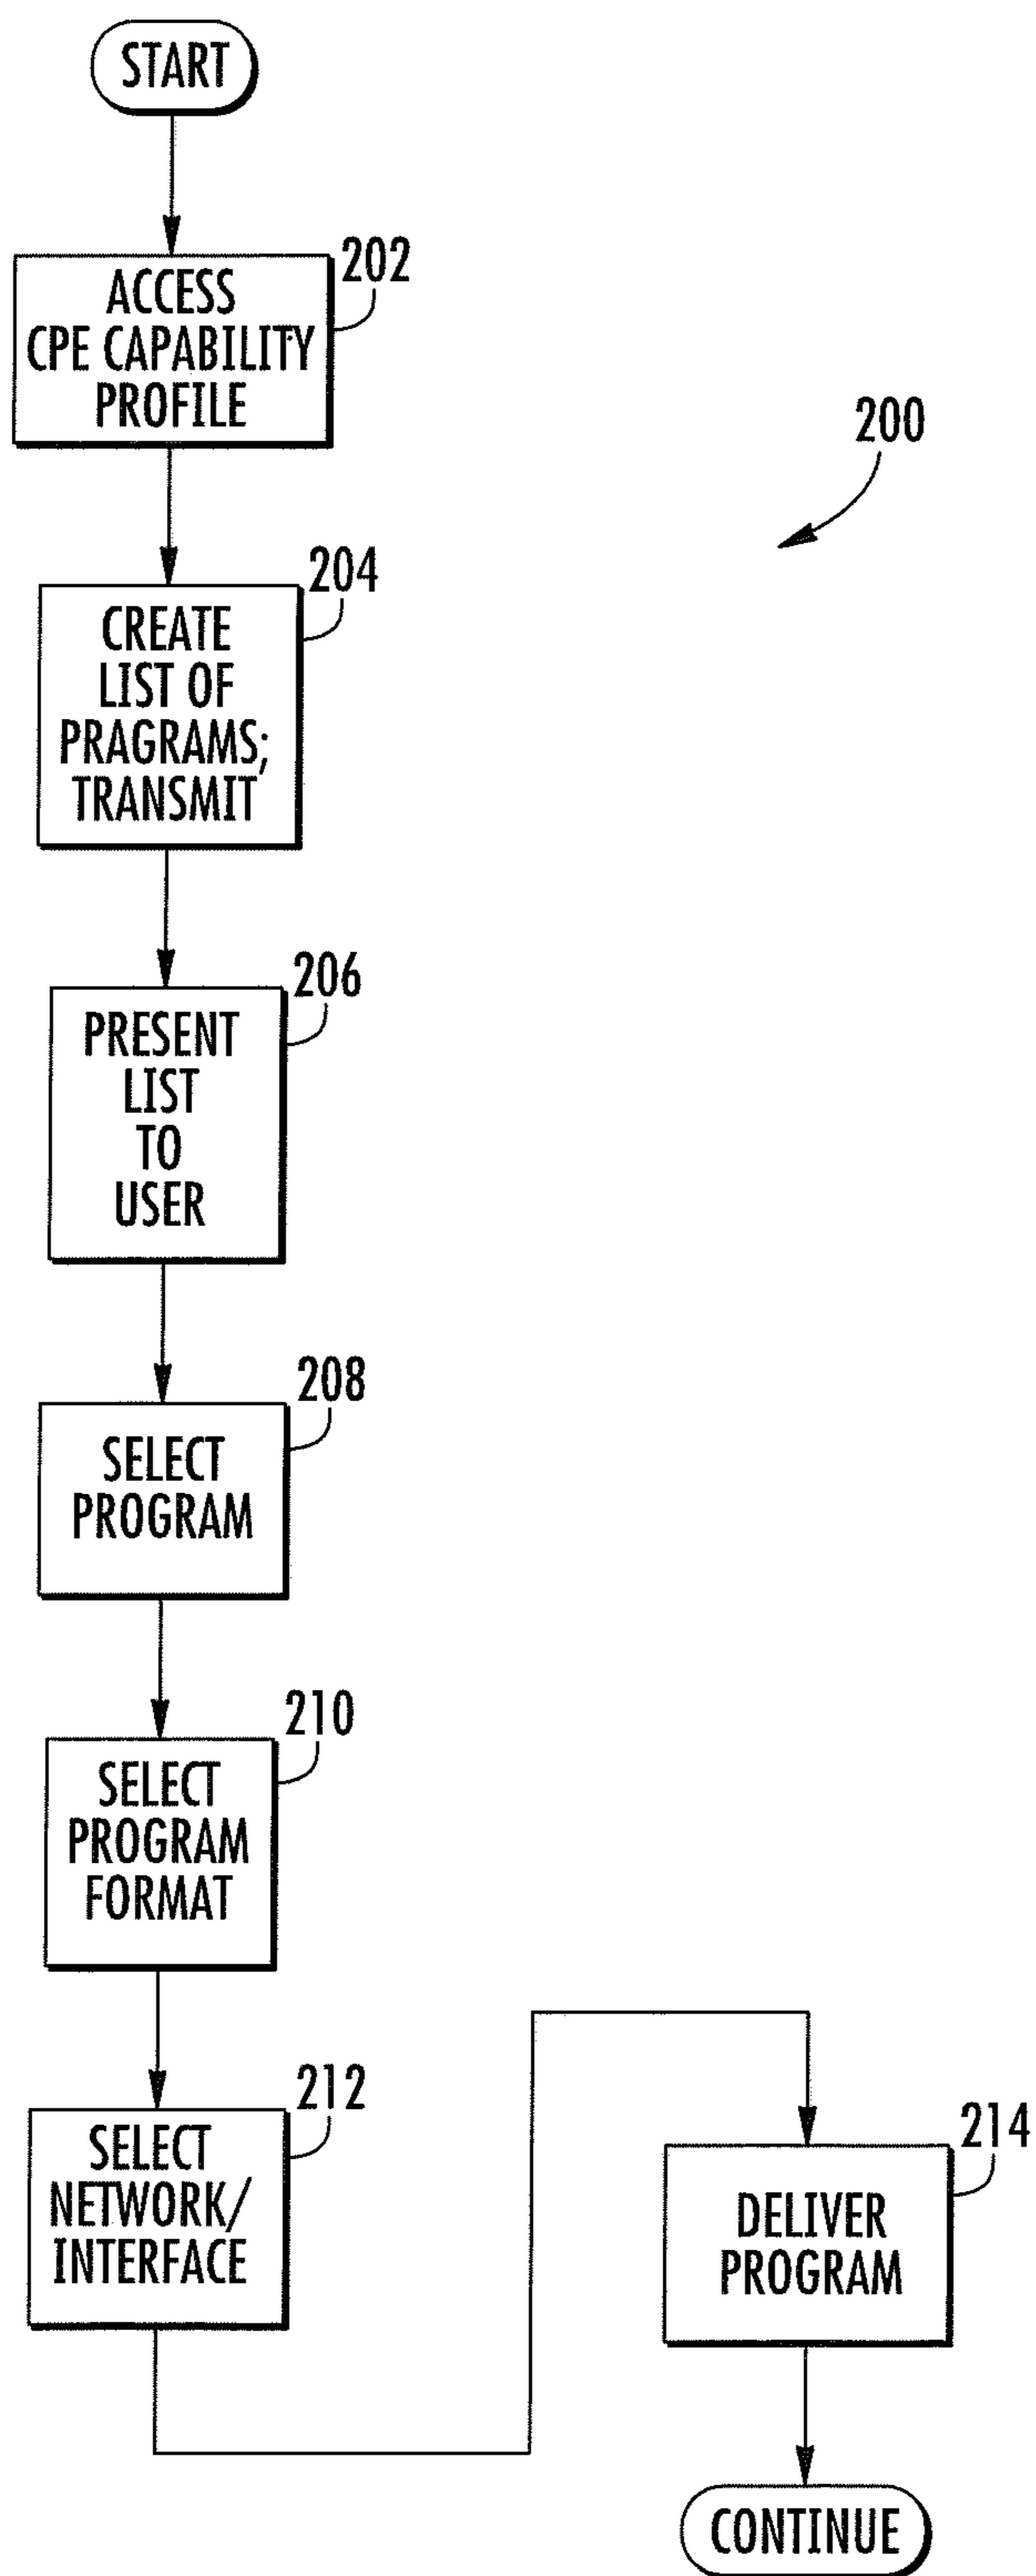 START
202
ACCESS
CPE CAPABILITY
PROFILE
200
204
CREATE
LIST OF
PRAGRAMS;
TRANSMIT
206
PRESENT
LIST
TO
USER
208
SELECT
PROGRAM
210
SELECT
PROGRAM
FORMAT
212
SELECT
NETWORK/
INTERFACE
214
DELIVER
PROGRAM
CONTINUE